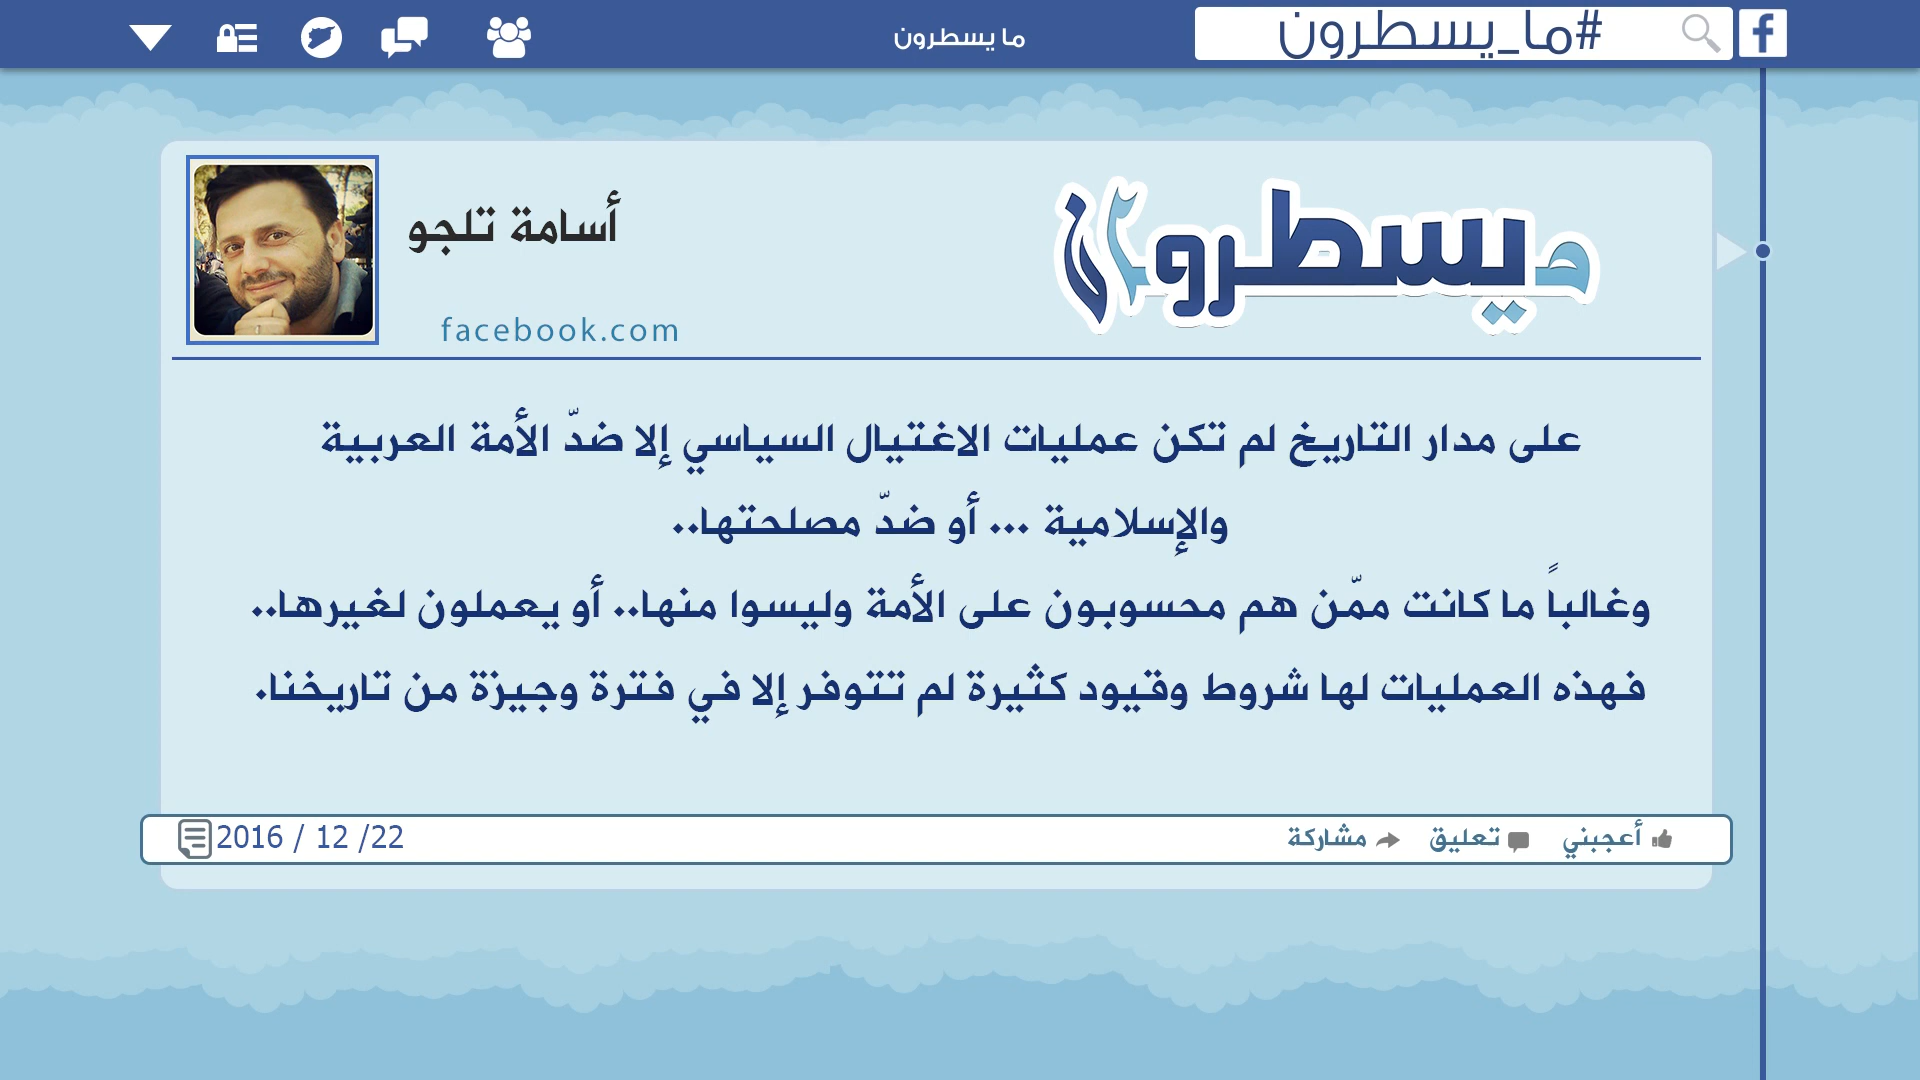 #ما_يسطرون
ما يسطرون
أسامة تلجو
ما يسطرون
facebook.com
على مدار التاريخ لم تكن عمليات الاغتيال السياسي إلا ضدّ الأمة العربية
والإسلامية ... أو ضدّ مصلحتها..
وغالباً ما كانت ممّن هم محسوبون على الأمة وليسوا منها.. أو يعملون لغيرها..
فهذه العمليات لها شروط وقيود كثيرة لم تتوفر إلا في فترة وجيزة من تاريخنا.
أعجبني تعليق مشاركة
2016 / 12 /22